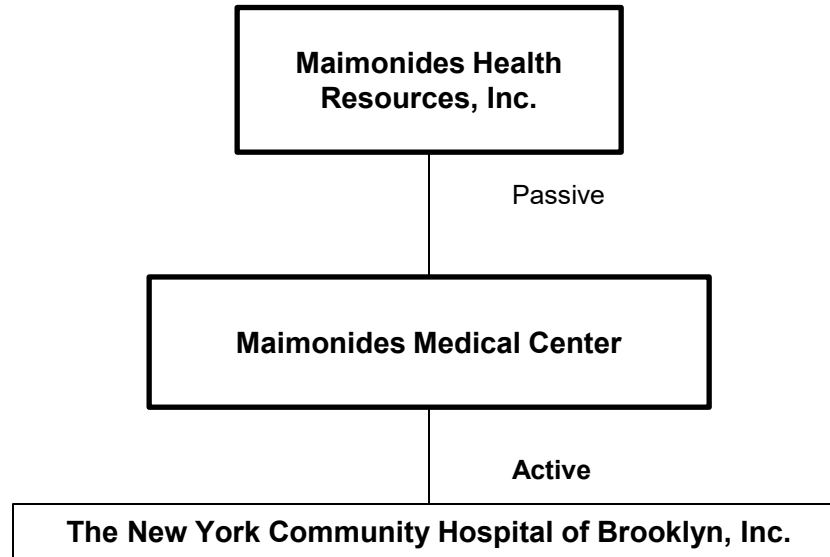 Maimonides Health
Resources, Inc.
Passive
Maimonides Medical Center
Active
The New York Community Hospital of Brooklyn, Inc.